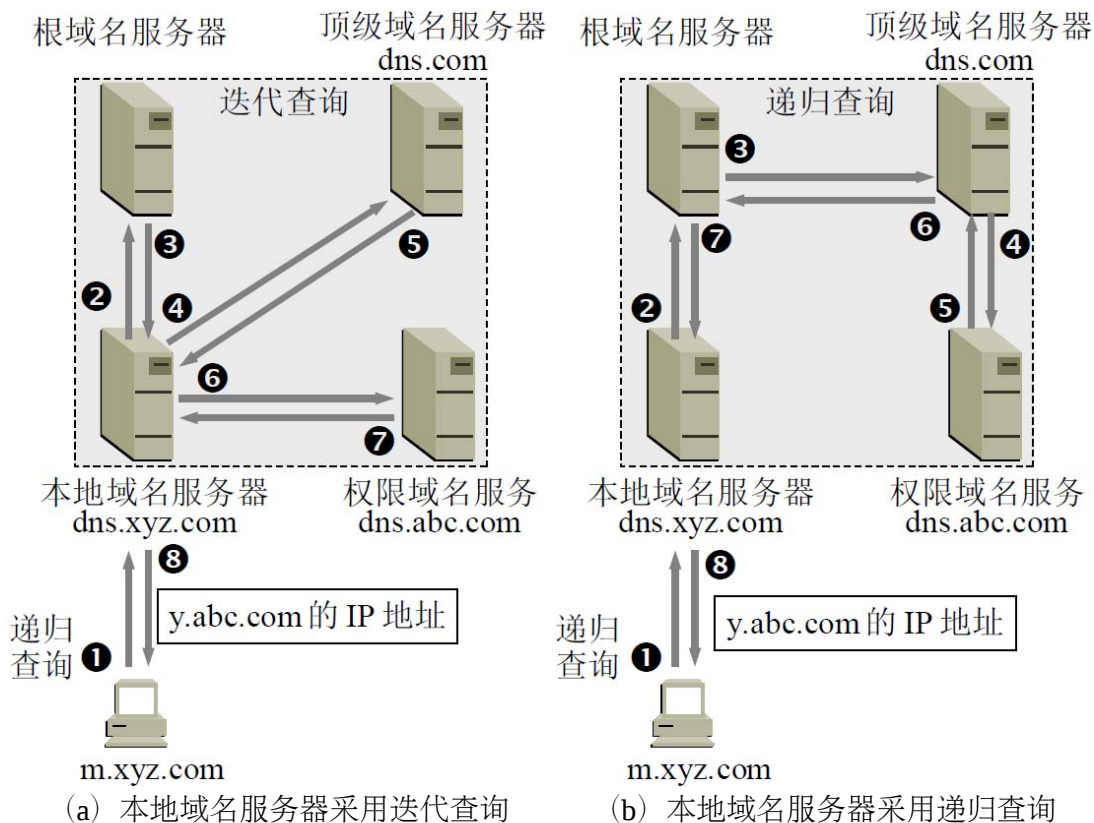 根域名服务器
顶级域名服务器
dns.com
迭代查询
❸
❺
❷
❹
❻
❼
本地域名服务器
dns.xyz.com
权限域名服务
dns.abc.com
❽
y.abc.com 的 IP 地址
递归
查询
❶
m.xyz.com
(a) 本地域名服务器采用迭代查询
根域名服务器
顶级域名服务器
dns.com
递归查询
❸
❻
❼
❹
❷
❺
本地域名服务器
dns.xyz.com
权限域名服务
dns.abc.com
❽
y.abc.com 的 IP 地址
递归
查询
❶
m.xyz.com
(b) 本地域名服务器采用递归查询